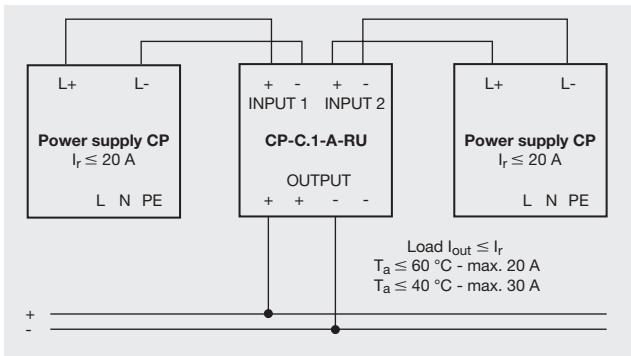 L+ L-
Power supply CP
Iᵣ ≤ 20 A
L N PE
+ - + -
INPUT 1 INPUT 2
CP-C.1-A-RU
OUTPUT
+ + - -
L+ L-
Power supply CP
Iᵣ ≤ 20 A
L N PE
Load Iout ≤ Iᵣ
Ta ≤ 60 °C - max. 20 A
Ta ≤ 40 °C - max. 30 A
+
-